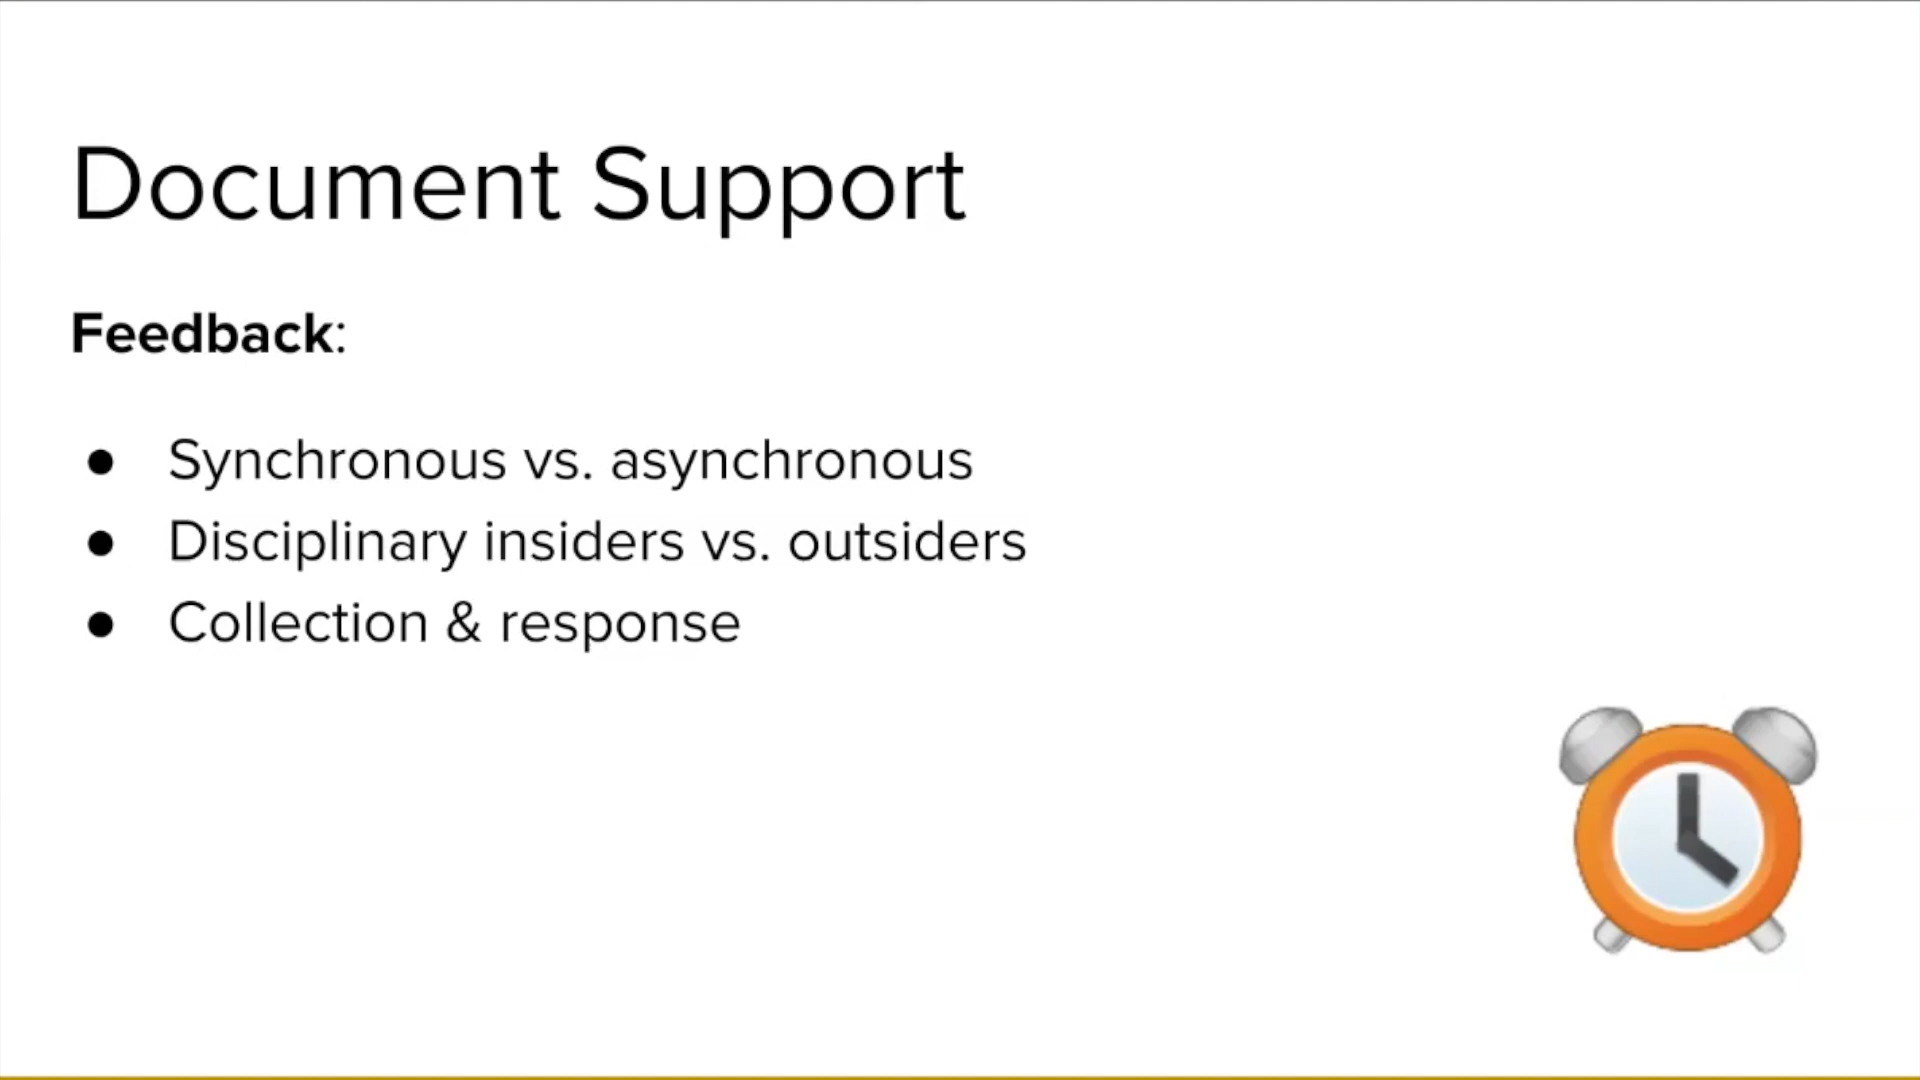 Document Support
Feedback:
● Synchronous vs. asynchronous
● Disciplinary insiders vs. outsiders
● Collection & response